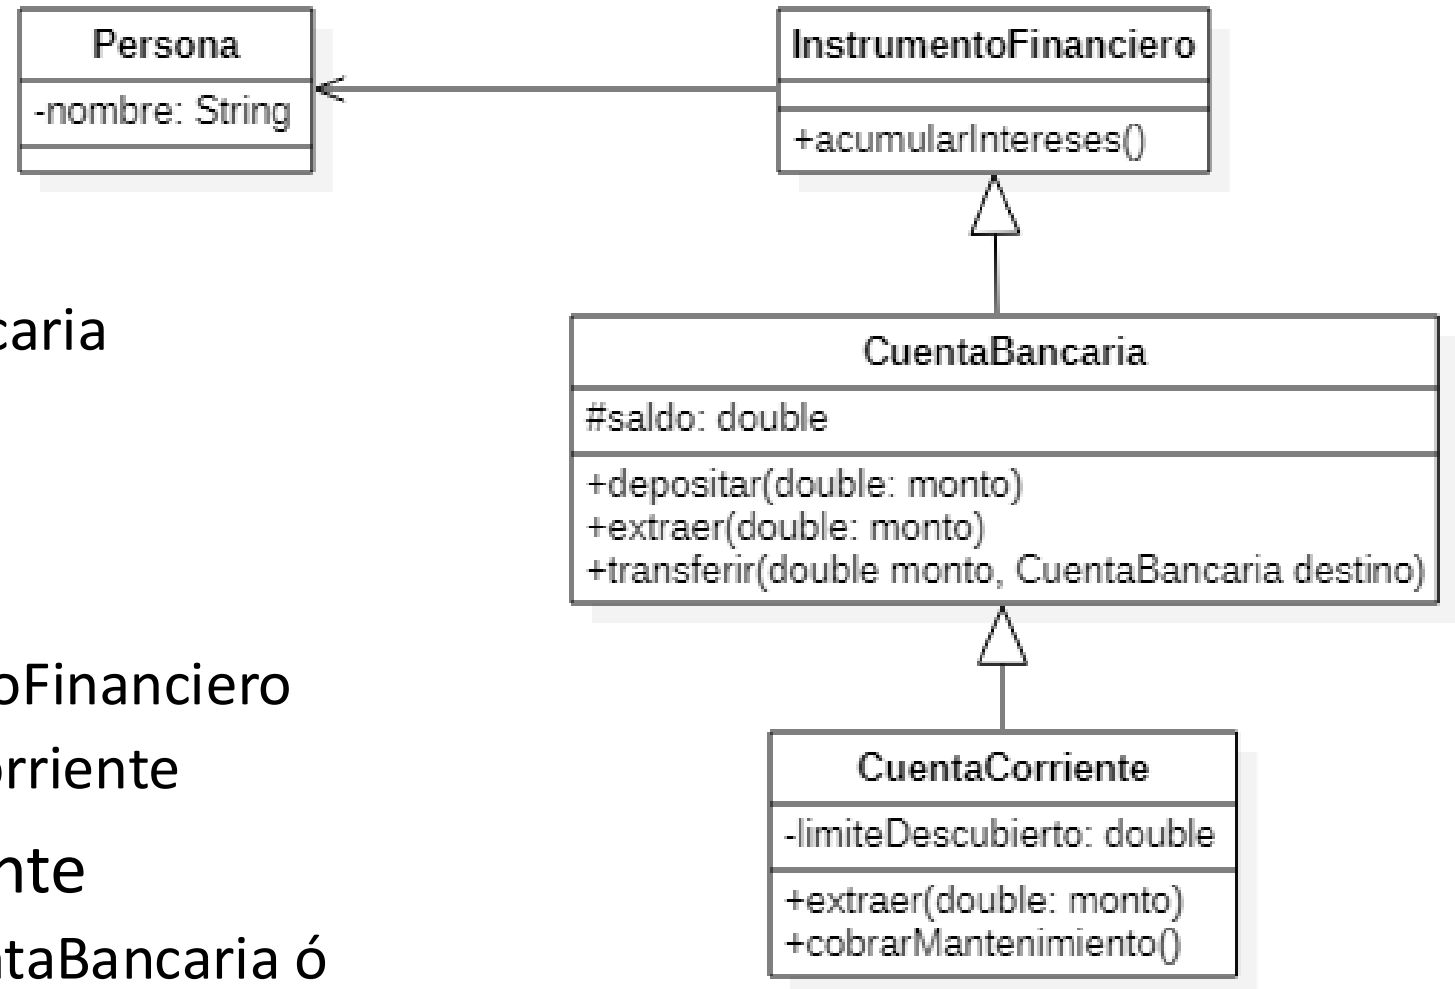 Persona
-nombre: String
InstrumentoFinanciero
+acumularIntereses()
caria
CuentaBancaria
#saldo: double
+depositar(double: monto)
+extraer(double: monto)
+transferir(double monto, CuentaBancaria destino)
oFinanciero
orriente
nte
ntaBancaria ó
CuentaCorriente
-limiteDescubierto: double
+extraer(double: monto)
+cobrarMantenimiento()